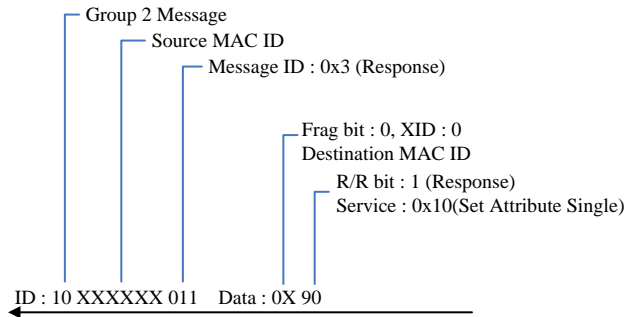 Group 2 Message
Source MAC ID
Message ID : 0x3 (Response)
Frag bit : 0, XID : 0
Destination MAC ID
R/R bit : 1 (Response)
Service : 0x10(Set Attribute Single)
ID : 10 XXXXXX 011 Data : 0X 90